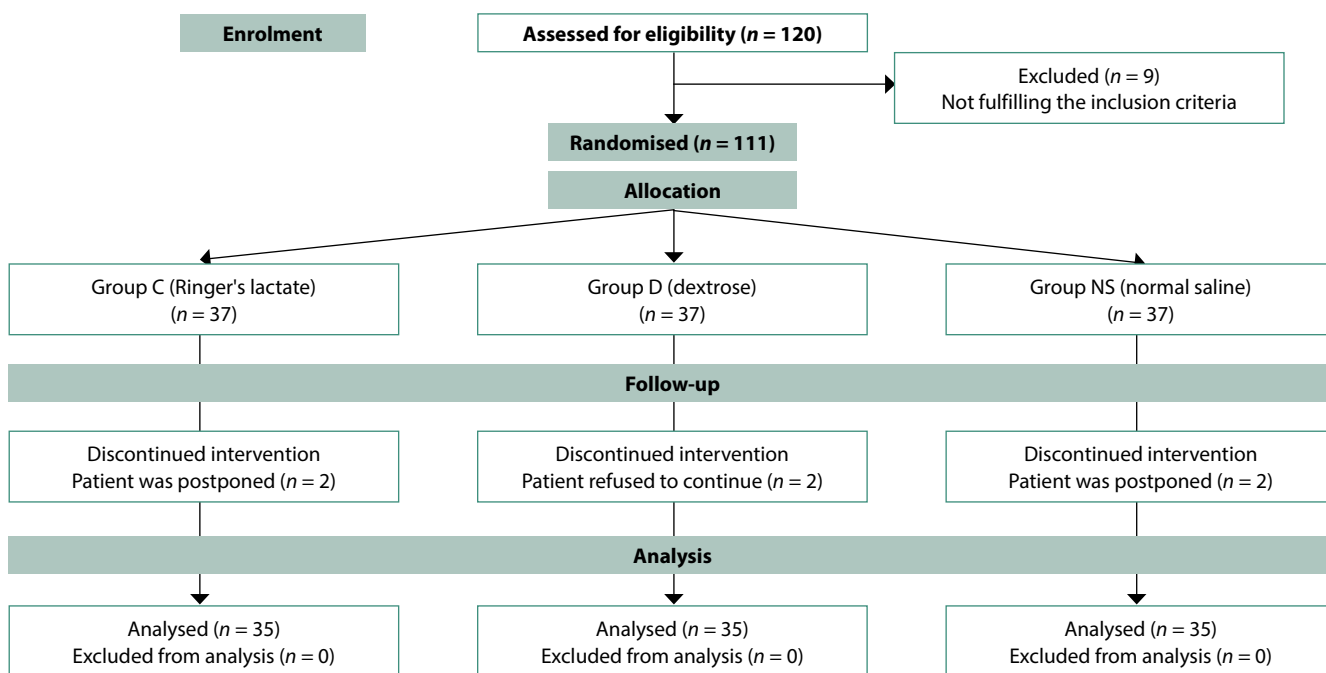 Enrolment
Assessed for eligibility (n = 120)
Excluded (n = 9)
Not fulfilling the inclusion criteria
Randomised (n = 111)
Allocation
Group C (Ringer's lactate)
(n = 37)
Group D (dextrose)
(n = 37)
Group NS (normal saline)
(n = 37)
Follow-up
Discontinued intervention
Patient was postponed (n = 2)
Discontinued intervention
Patient refused to continue (n = 2)
Discontinued intervention
Patient was postponed (n = 2)
Analysis
Analysed (n = 35)
Excluded from analysis (n = 0)
Analysed (n = 35)
Excluded from analysis (n = 0)
Analysed (n = 35)
Excluded from analysis (n = 0)